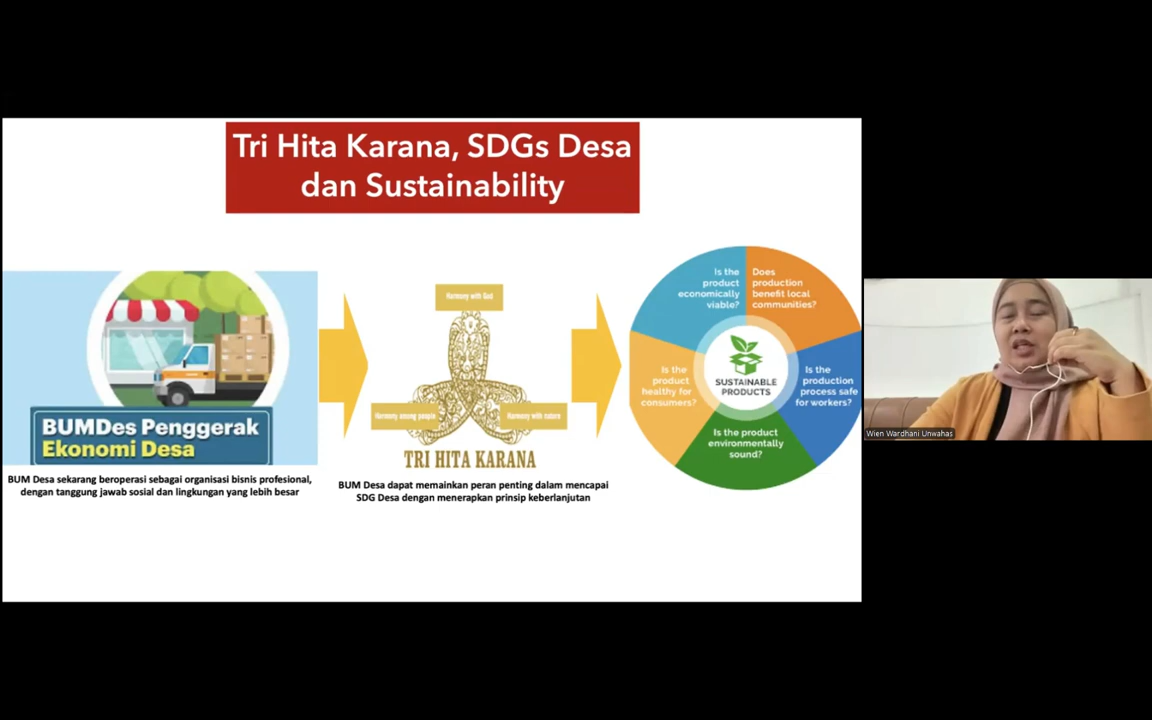 Tri Hita Karana, SDGs Desa
dan Sustainability
BUMDes Penggerak
Ekonomi Desa
BUM Desa sekarang beroperasi sebagai organisasi bisnis profesional,
dengan tanggung jawab sosial dan lingkungan yang lebih besar
Harmony with God
Harmony among people
Harmony with nature
TRI HITA KARANA
BUM Desa dapat memainkan peran penting dalam mencapai
SDG Desa dengan menerapkan prinsip keberlanjutan
Is the
product
economically
viable?
Does
production
benefit local
communities?
Is the
product
healthy for
consumers?
SUSTAINABLE
PRODUCTS
Is the
production
process safe
for workers?
Is the product
environmentally
sound?
Wien Wardhani Unwahas